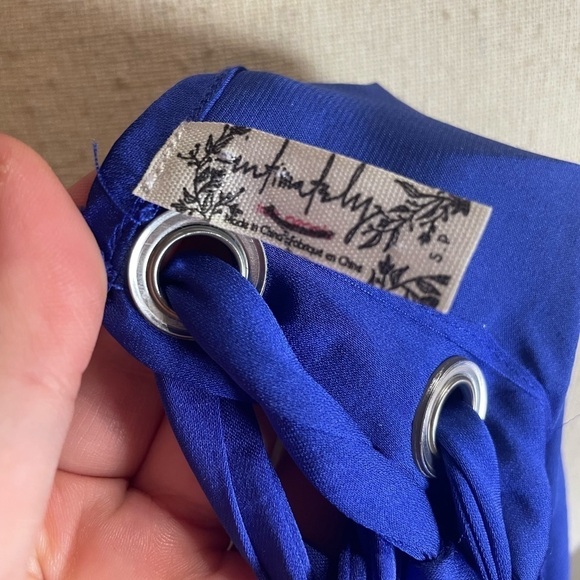 intimately
Made in China/Fabriqué en Chine
S P